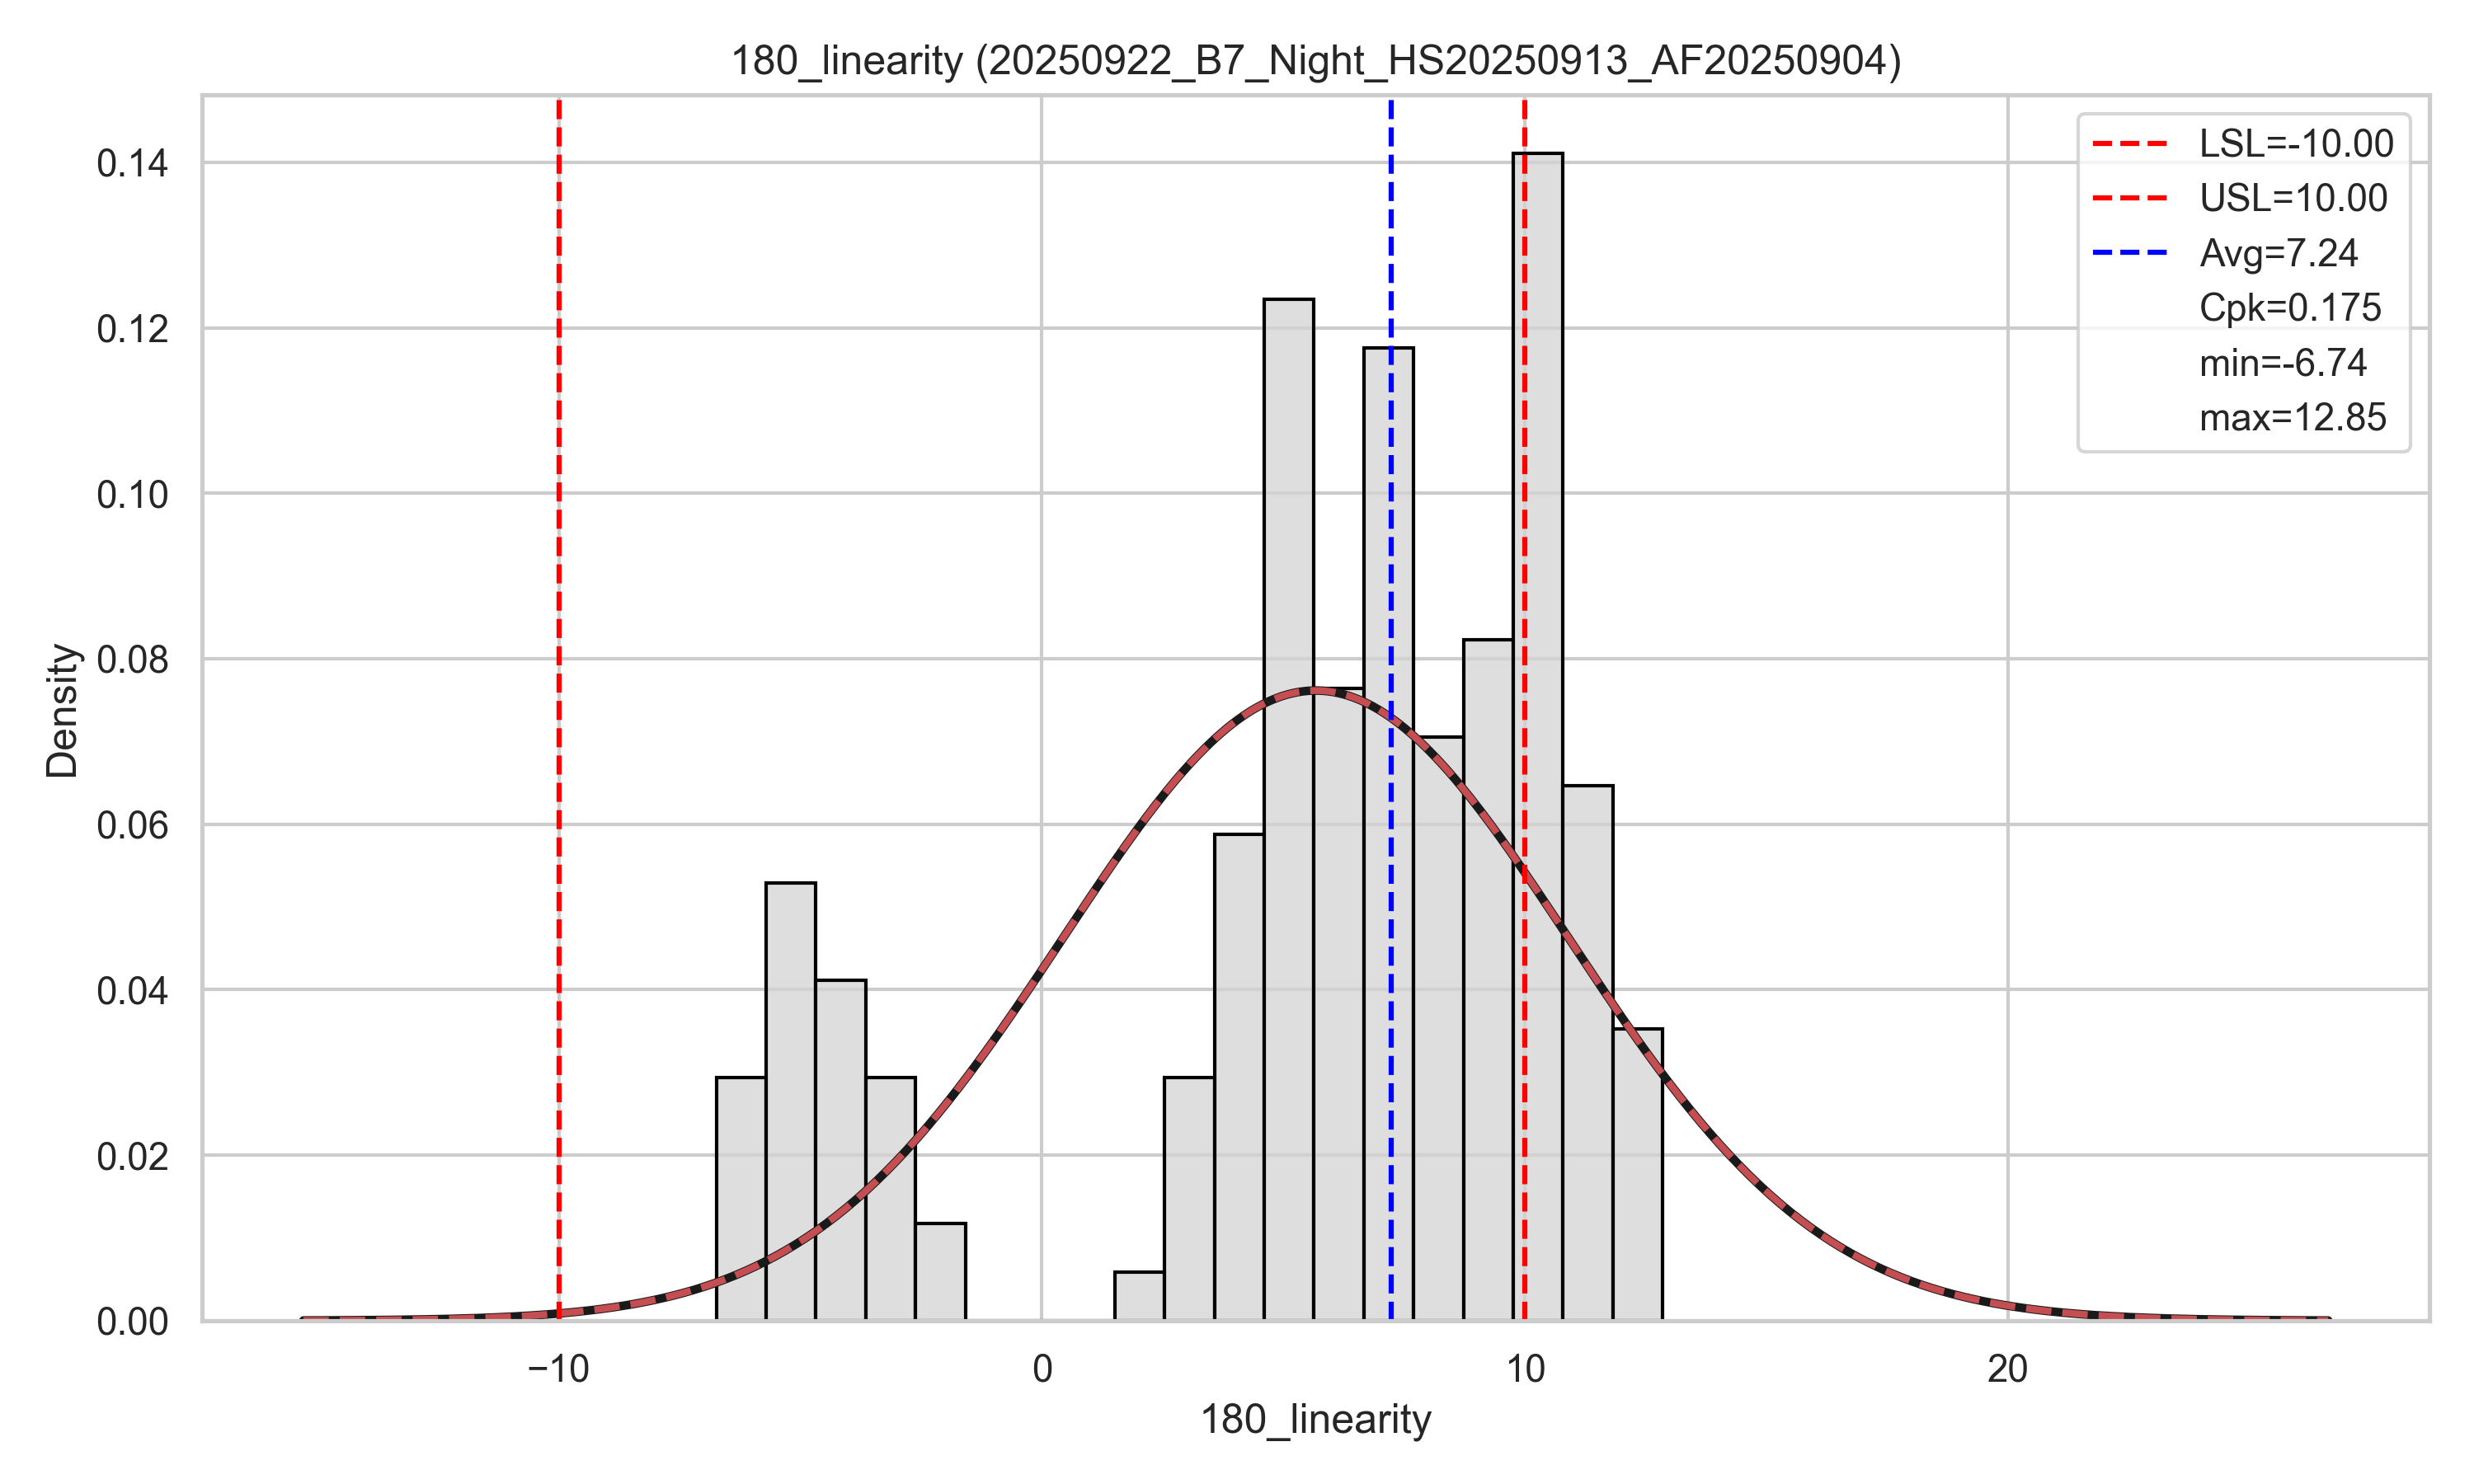 180_linearity (20250922_B7_Night_HS20250913_AF20250904)
LSL=-10.00
USL=10.00
Avg=7.24
Cpk=0.175
min=-6.74
max=12.85
Density
0.14
0.12
0.10
0.08
0.06
0.04
0.02
0.00
−10
0
10
20
180_linearity